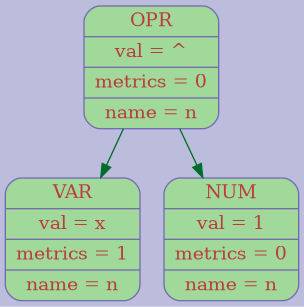 OPR
val = ^
metrics = 0
name = n
VAR
val = x
metrics = 1
name = n
NUM
val = 1
metrics = 0
name = n